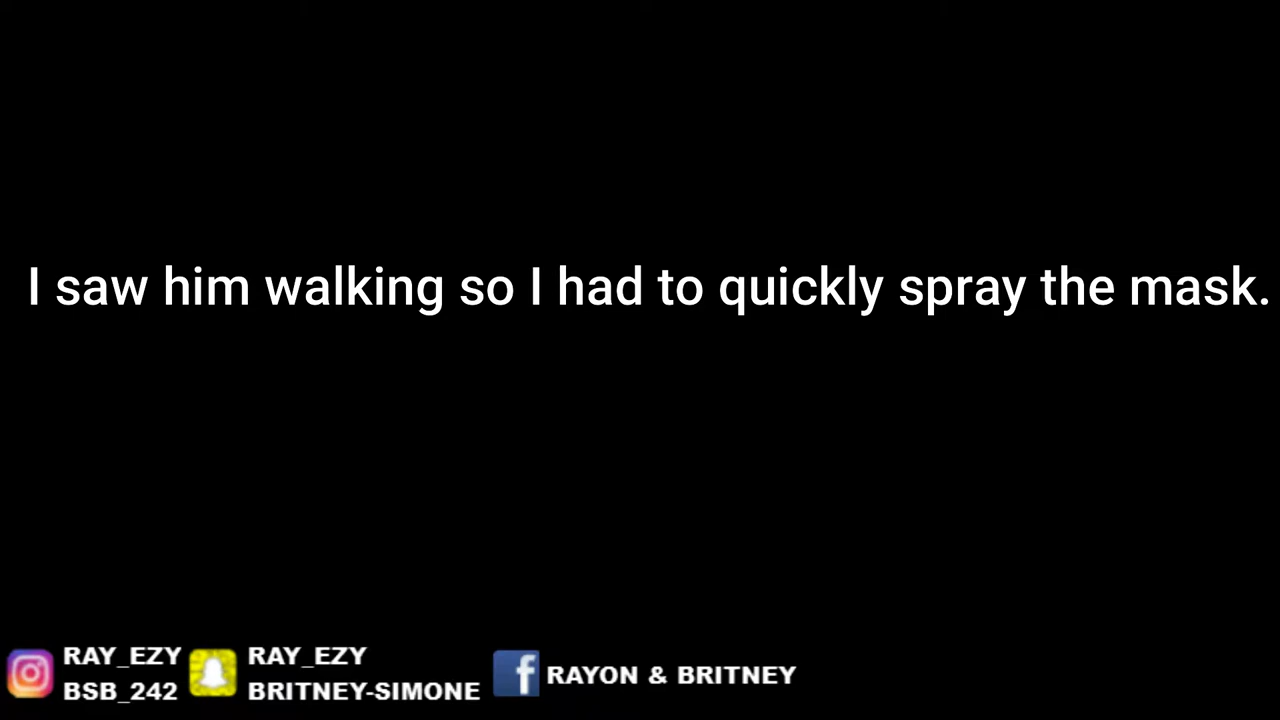 I saw him walking so I had to quickly spray the mask.
RAY_EZY
BSB_242
RAY_EZY
BRITNEY-SIMONE
RAYON & BRITNEY